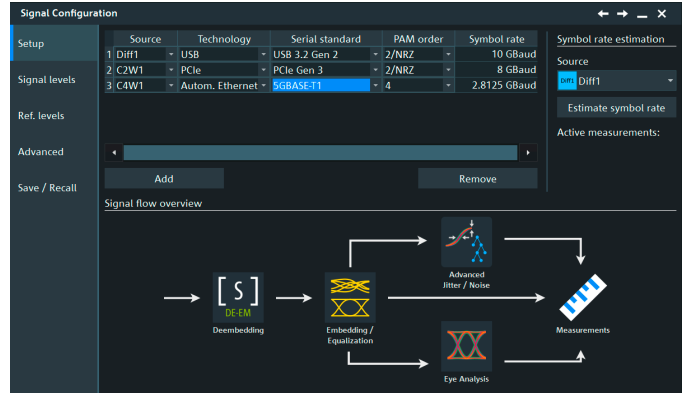 Signal Configuration
Setup
Signal levels
Ref. levels
Advanced
Save / Recall
Source Technology Serial standard PAM order Symbol rate
1 Diff1 USB USB 3.2 Gen 2 2/NRZ 10 GBaud
2 C2W1 PCIe PCIe Gen 3 2/NRZ 8 GBaud
3 C4W1 Autom. Ethernet 5GBASE-T1 4 2.8125 GBaud
Add Remove
Symbol rate estimation
Source
Diff1 Diff1
Estimate symbol rate
Active measurements:
Signal flow overview
[ S ]
DE-EM
Deembedding
Embedding /
Equalization
Advanced
Jitter / Noise
Eye Analysis
Measurements